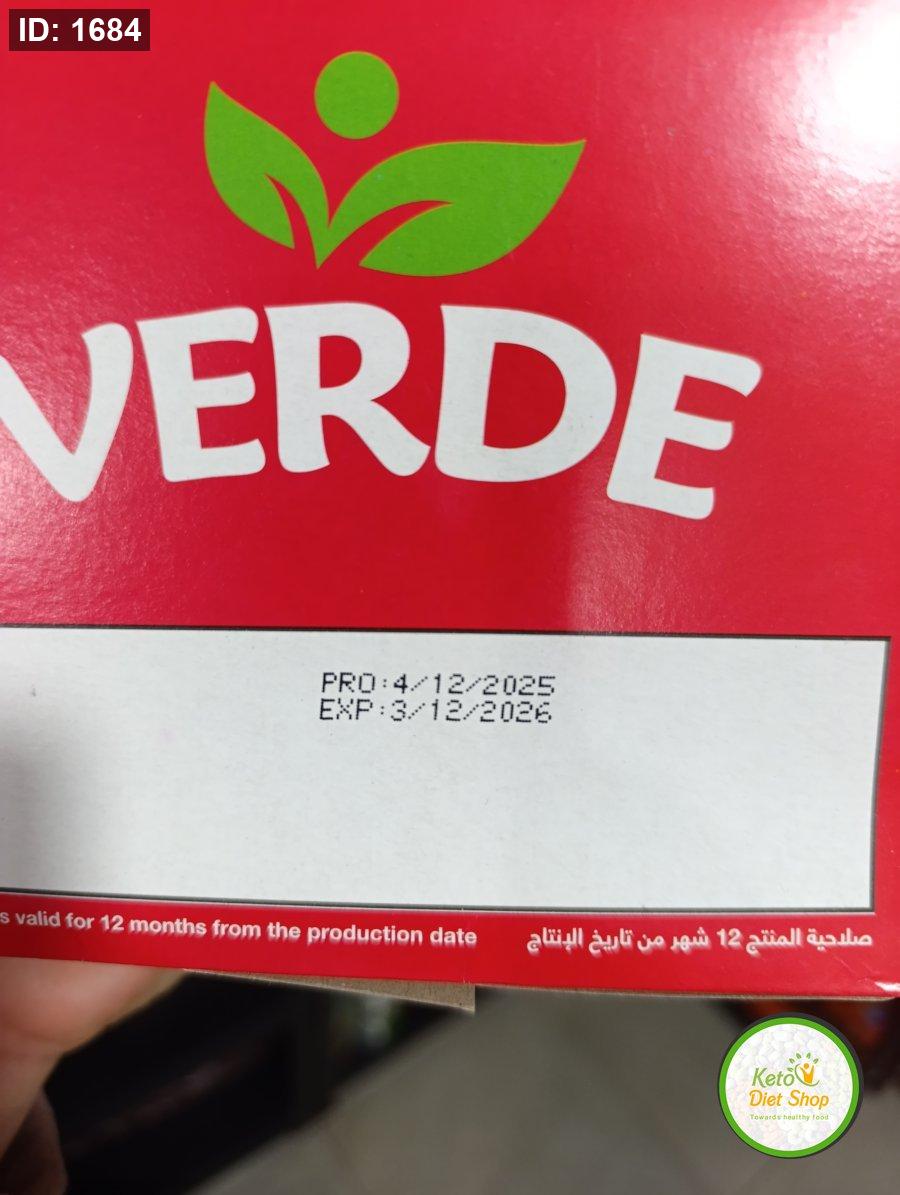 ID: 1684
VERDE
PRO:4/12/2025
EXP:3/12/2026
valid for 12 months from the production date
صلاحية المنتج 12 شهر من تاريخ الإنتاج
Keto
Diet Shop
Towards healthy food